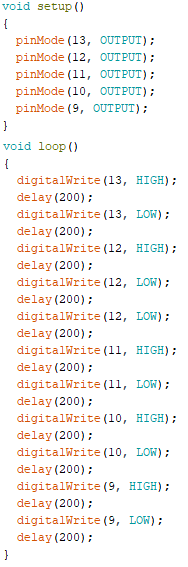 void setup()
{
pinMode(13, OUTPUT);
pinMode(12, OUTPUT);
pinMode(11, OUTPUT);
pinMode(10, OUTPUT);
pinMode(9, OUTPUT);
}
void loop()
{
digitalWrite(13, HIGH);
delay(200);
digitalWrite(13, LOW);
delay(200);
digitalWrite(12, HIGH);
delay(200);
digitalWrite(12, LOW);
delay(200);
digitalWrite(12, LOW);
delay(200);
digitalWrite(11, HIGH);
delay(200);
digitalWrite(11, LOW);
delay(200);
digitalWrite(10, HIGH);
delay(200);
digitalWrite(10, LOW);
delay(200);
digitalWrite(9, HIGH);
delay(200);
digitalWrite(9, LOW);
delay(200);
}